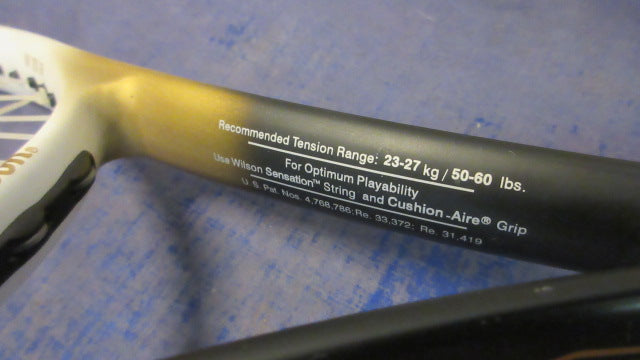 Recommended Tension Range: 23-27 kg / 50-60 lbs.
For Optimum Playability
Use Wilson Sensation™ String and Cushion-Aire® Grip
U.S. Pat. Nos. 4,768,786; Re. 33,372; Re. 31,419